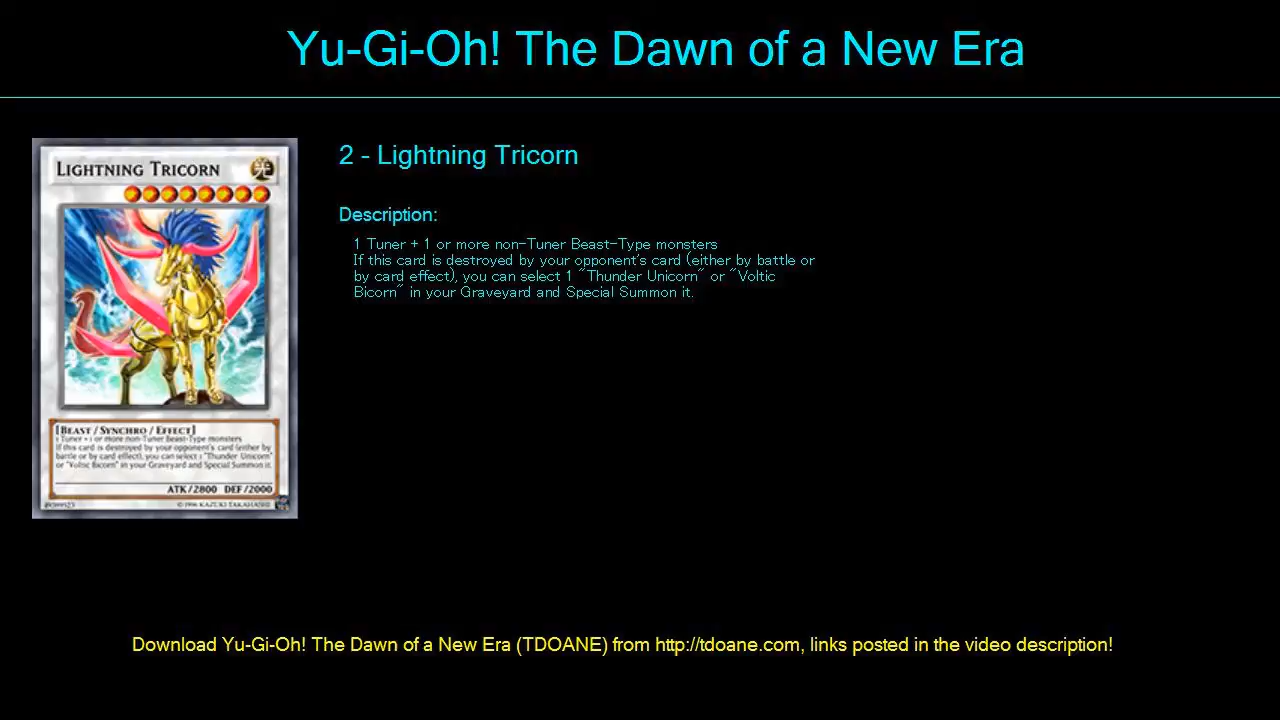 Yu-Gi-Oh! The Dawn of a New Era
LIGHTNING TRICORN
光
2 - Lightning Tricorn
Description:
1 Tuner + 1 or more non-Tuner Beast-Type monsters
If this card is destroyed by your opponent's card (either by battle or
by card effect), you can select 1 "Thunder Unicorn" or "Voltic
Bicorn" in your Graveyard and Special Summon it.
[BEAST / SYNCHRO / EFFECT]
1 Tuner + 1 or more non-Tuner Beast-Type monsters
If this card is destroyed by your opponent's card (either by
battle or by card effect), you can select 1 "Thunder Unicorn"
or "Voltic Bicorn" in your Graveyard and Special Summon it.
ATK/2800 DEF/2000
©1996 KAZUKI TAKAHASHI
Download Yu-Gi-Oh! The Dawn of a New Era (TDOANE) from http://tdoane.com, links posted in the video description!